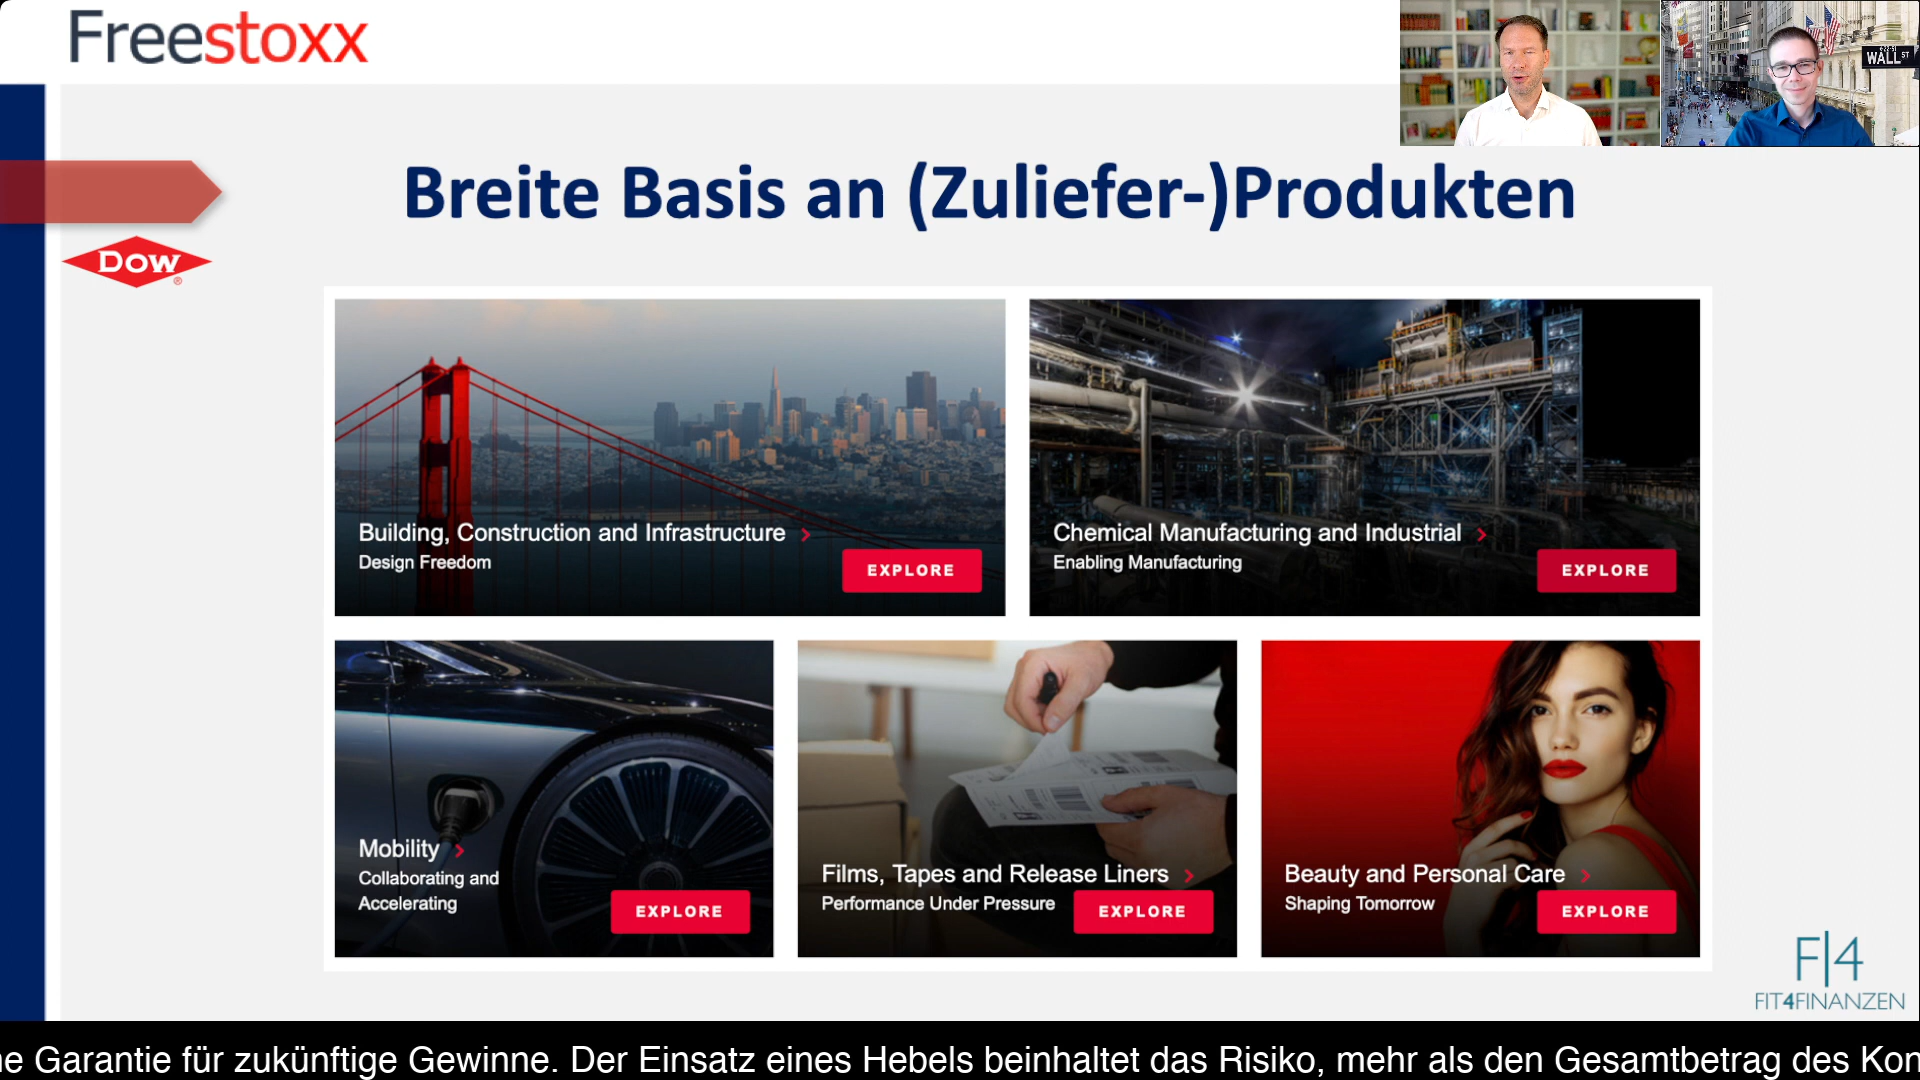 Freestoxx
WALL ST
Breite Basis an (Zuliefer-)Produkten
DOW
®
Building, Construction and Infrastructure
Design Freedom
EXPLORE
Chemical Manufacturing and Industrial
Enabling Manufacturing
EXPLORE
Mobility
Collaborating and
Accelerating
EXPLORE
Films, Tapes and Release Liners
Performance Under Pressure
EXPLORE
Beauty and Personal Care
Shaping Tomorrow
EXPLORE
F|4
FIT4FINANZEN
ne Garantie für zukünftige Gewinne. Der Einsatz eines Hebels beinhaltet das Risiko, mehr als den Gesamtbetrag des Kon